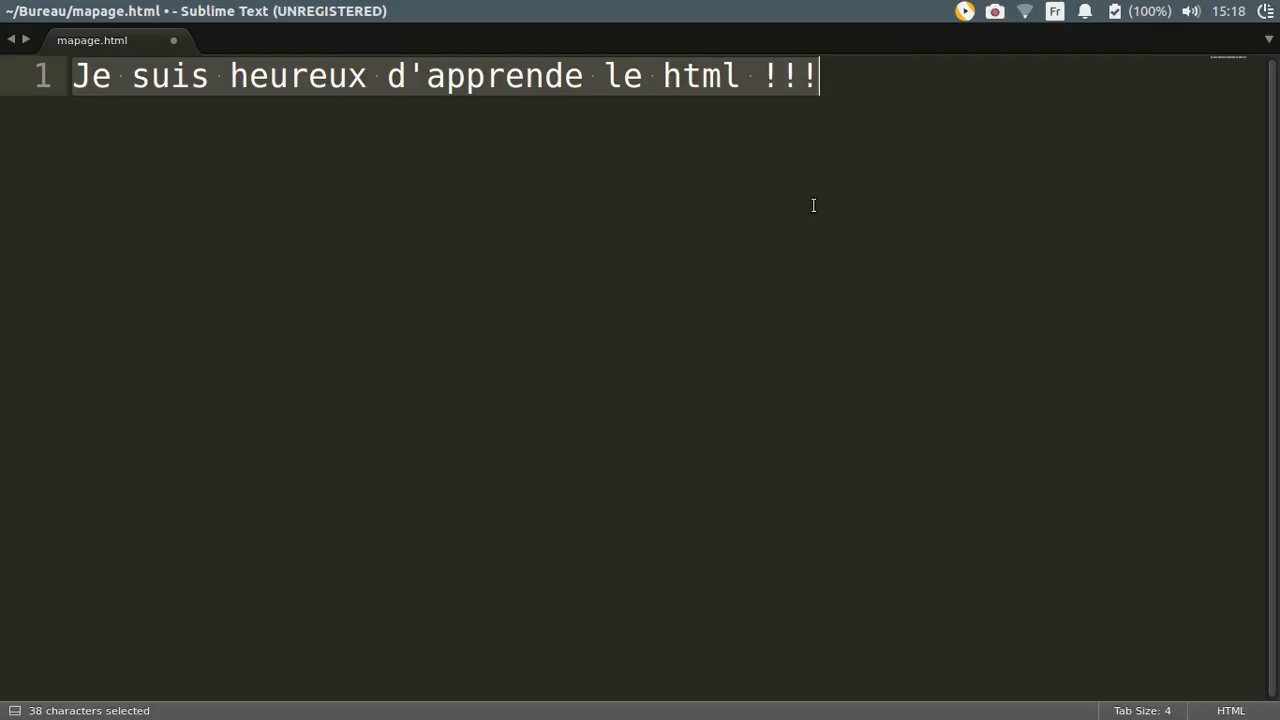 ~/Bureau/mapage.html • - Sublime Text (UNREGISTERED)
Fr
(100%)
15:18
mapage.html
1 Je suis heureux d'apprende le html !!!
38 characters selected
Tab Size: 4
HTML